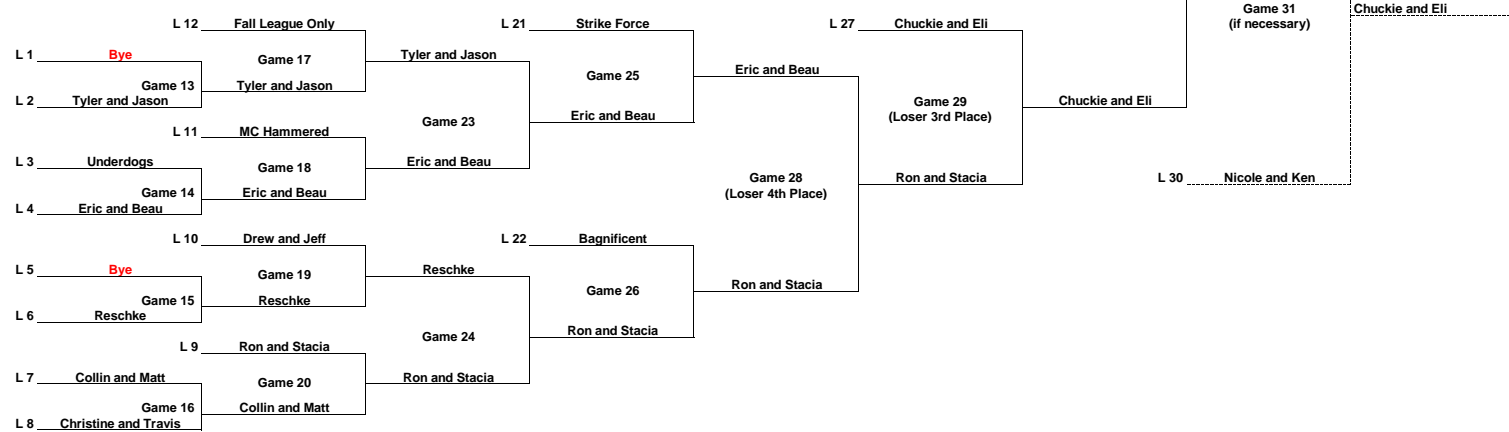 Game 31
(if necessary)
Chuckie and Eli
L 12 Fall League Only
L 21 Strike Force
L 27 Chuckie and Eli
L 1 Bye
Game 17
Tyler and Jason
Game 13
Tyler and Jason
L 2 Tyler and Jason
Game 25
Eric and Beau
Game 29
(Loser 3rd Place)
Chuckie and Eli
L 11 MC Hammered
Game 23
Eric and Beau
L 3 Underdogs
Game 18
Eric and Beau
Game 14
Eric and Beau
L 4 Eric and Beau
Game 28
(Loser 4th Place)
Ron and Stacia
L 30 Nicole and Ken
L 10 Drew and Jeff
L 22 Bagnificent
L 5 Bye
Game 19
Reschke
Game 15
Reschke
L 6 Reschke
Game 26
Ron and Stacia
L 9 Ron and Stacia
Game 24
Ron and Stacia
L 7 Collin and Matt
Game 20
Ron and Stacia
Game 16
Collin and Matt
L 8 Christine and Travis